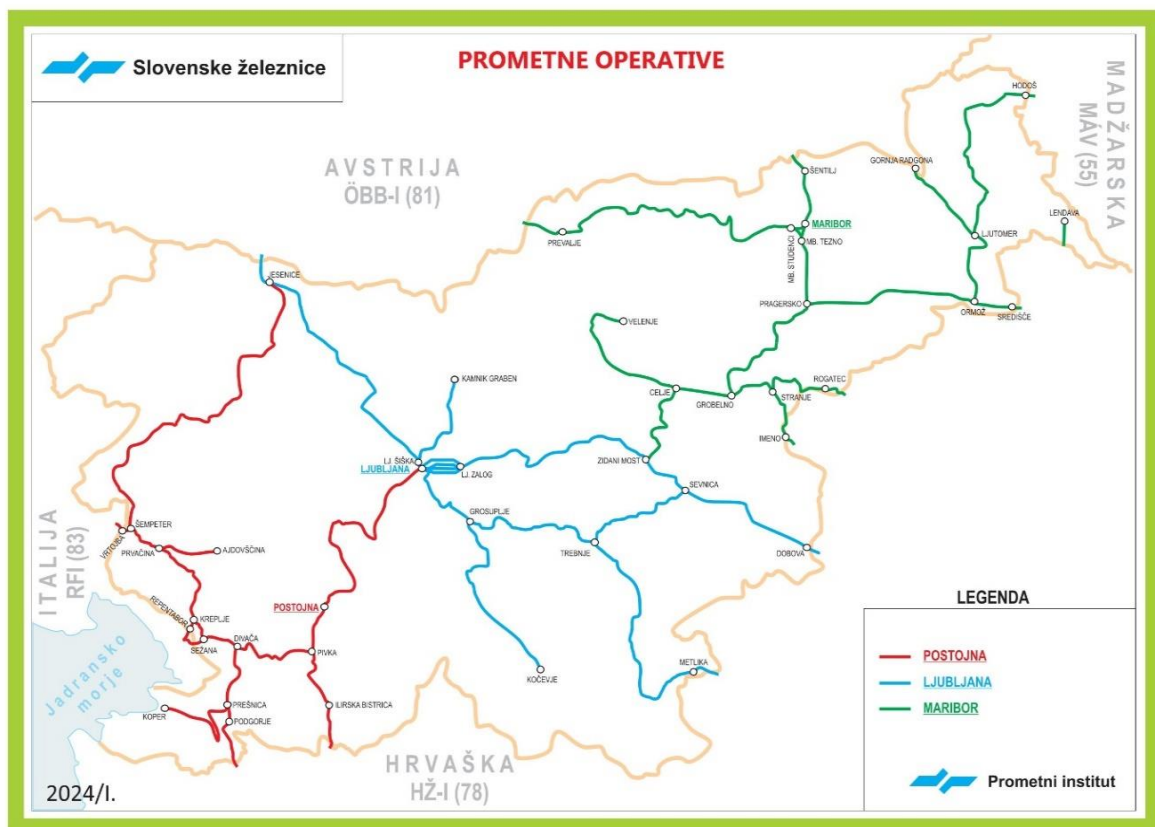 Slovenske železnice
PROMETNE OPERATIVE
AVSTRIJA
ÖBB-I (81)
MADŽARSKA
MÁV (55)
HODOŠ
GORNJA RADGONA
ŠENTILJ
LENDAVA
MARIBOR
LJUTOMER
PREVALJE
MB. STUDENCI
MB. TEZNO
JESENICE
PRAGERSKO
ORMOŽ
SREDIŠČE
VELENJE
KAMNIK GRABEN
CELJE
GROBELNO
STRANJE
ROGATEC
IMENO
LJ. ŠIŠKA
LJUBLJANA
LJ. ZALOG
ZIDANI MOST
SEVNICA
GROSUPLJE
TREBNJE
DOBOVA
ITALIJA
RFI (83)
VRTOJBA
ŠEMPETER
PRVAČINA
AJDOVŠČINA
POSTOJNA
REPENTABOR
KREPLJE
SEŽANA
DIVAČA
PIVKA
KOČEVJE
METLIKA
Jadransko
morje
KOPER
PREŠNICA
PODGORJE
ILIRSKA BISTRICA
HRVAŠKA
HŽ-I (78)
2024/I.
LEGENDA
POSTOJNA
LJUBLJANA
MARIBOR
Prometni institut